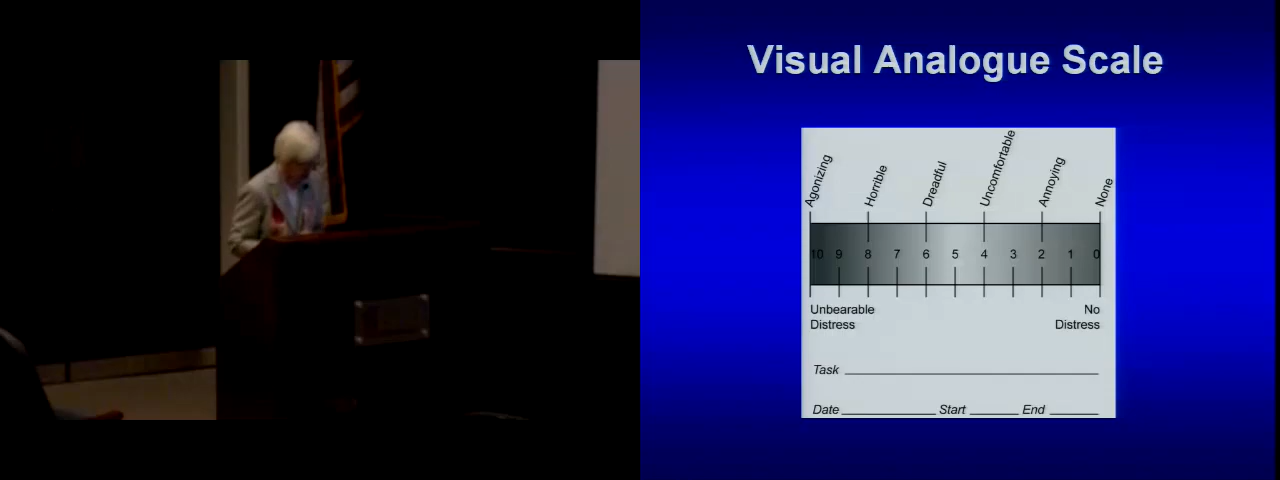 Visual Analogue Scale
Agonizing Horrible Dreadful Uncomfortable Annoying None
10 9 8 7 6 5 4 3 2 1 0
Unbearable Distress
No Distress
Task
Date Start End